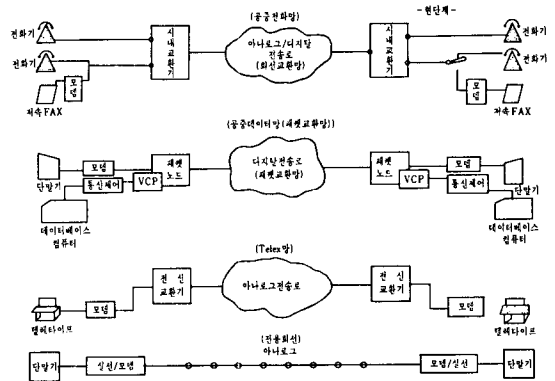 (공중전화망)
-현단계-
전화기
전화기
모뎀
저속FAX
시내교환기
아나로그/디지탈
전송로
(회선교환망)
시내교환기
전화기
전화기
모뎀
저속FAX
(공중데이터망(패켓교환망))
단말기
모뎀
통신제어
VCP
패켓
노드
디지탈전송로
(패켓교환망)
패켓
노드
VCP
모뎀
통신제어
단말기
데이터베이스
컴퓨터
데이터베이스
컴퓨터
(Telex망)
텔레타이프
모뎀
전신
교환기
아나로그전송로
전신
교환기
모뎀
텔레타이프
(전용회선)
아나로그
단말기
실선/모뎀
모뎀/실선
단말기